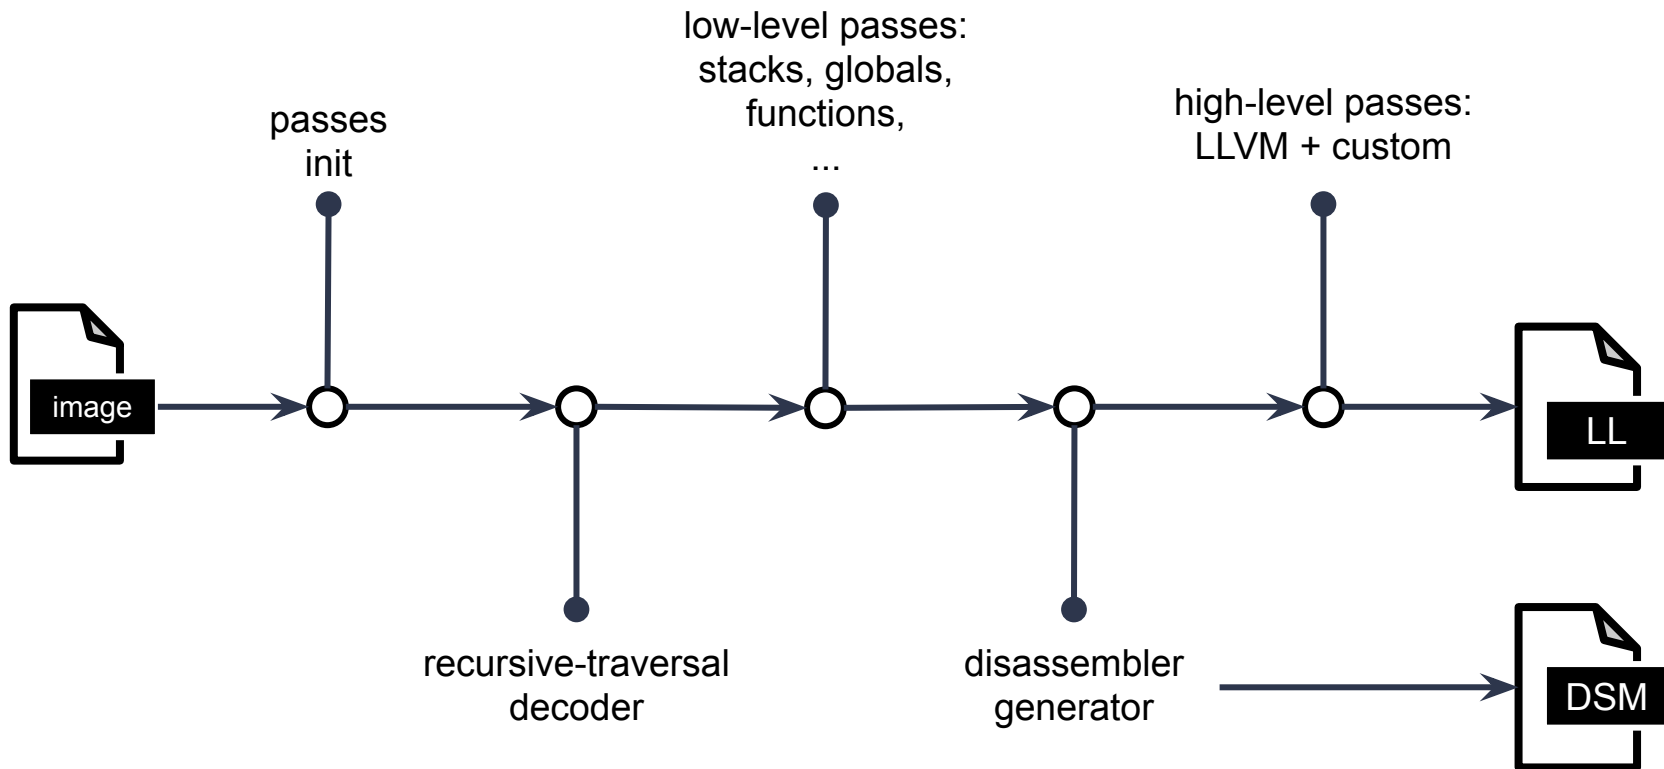 low-level passes:
stacks, globals,
functions,
...
passes
init
high-level passes:
LLVM + custom
image
LL
recursive-traversal
decoder
disassembler
generator
DSM